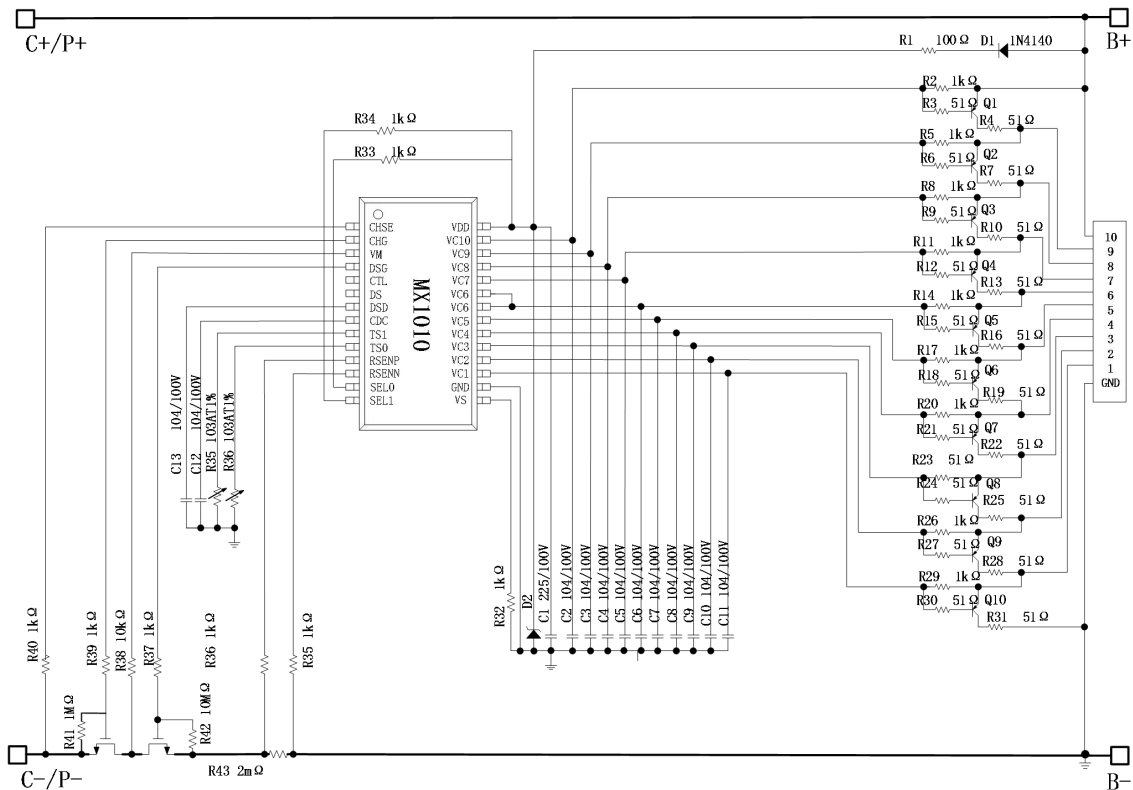 C+/P+
B+
R1 100Ω D1 1N4140
R2 1kΩ
R3 51Ω Q1
R4 51Ω
R34 1kΩ
R5 1kΩ
R33 1kΩ
R6 51Ω Q2
R7 51Ω
R8 1kΩ
R9 51Ω Q3
R10 51Ω
R11 1kΩ
R12 51Ω Q4
R13 51Ω
R14 1kΩ
R15 51Ω Q5
R16 51Ω
R17 1kΩ
R18 51Ω Q6
R19 51Ω
R20 1kΩ
R21 51Ω Q7
R22 51Ω
R23 51Ω
R24 51Ω Q8
R25 51Ω
R26 1kΩ
R27 51Ω Q9
R28 51Ω
R29 1kΩ
R30 51Ω Q10
R31 51Ω
10
9
8
7
6
5
4
3
2
1
GND
CHSE VDD
CHG VC10
VM VC9
DSG VC8
CTL VC7
DS VC6
DSD VC6
CDC VC5
TS1 VC4
TS0 VC3
RSENP VC2
RSENN VC1
SEL0 GND
SEL1 VS
MX1010
C13 104/100V
C12 104/100V
R35 103AT1%
R36 103AT1%
R32 1kΩ
D2
C1 225/100V
C2 104/100V
C3 104/100V
C4 104/100V
C5 104/100V
C6 104/100V
C7 104/100V
C8 104/100V
C9 104/100V
C10 104/100V
C11 104/100V
R40 1kΩ
R39 1kΩ
R38 10kΩ
R37 1kΩ
R36 1kΩ
R35 1kΩ
R41 1MΩ
R42 10MΩ
R43 2mΩ
C-/P-
B-